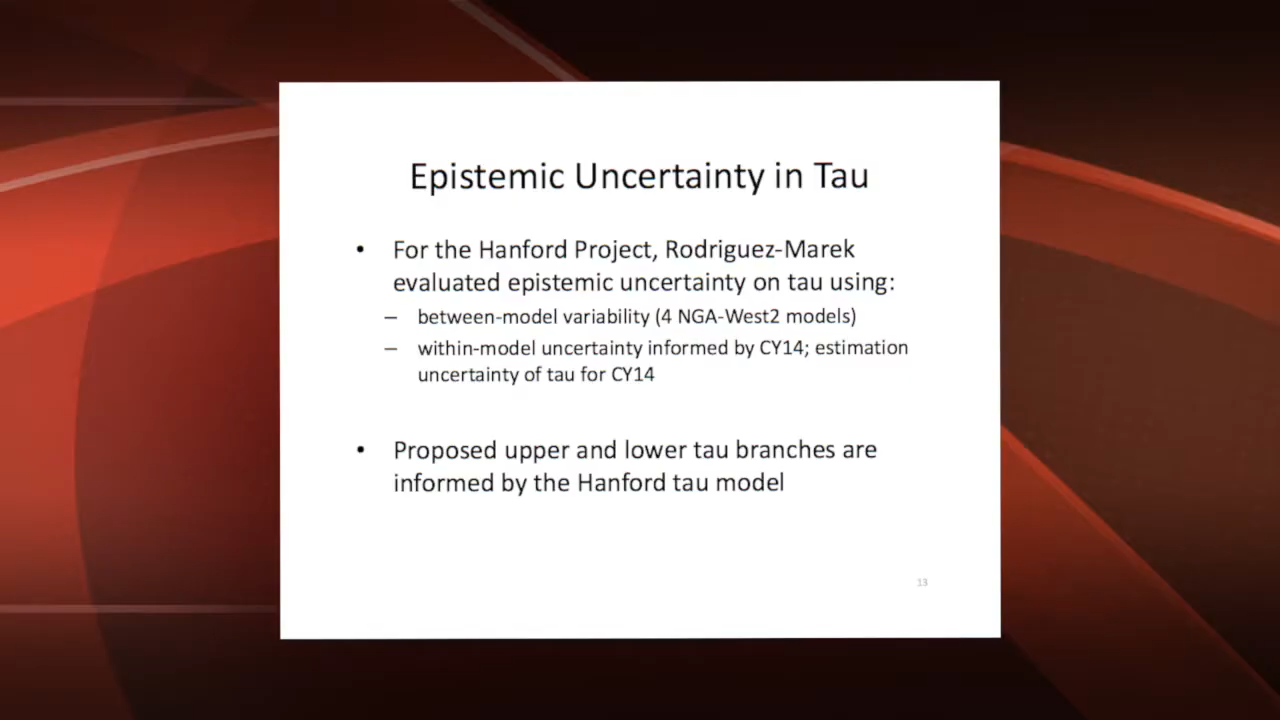 Epistemic Uncertainty in Tau
• For the Hanford Project, Rodriguez-Marek
evaluated epistemic uncertainty on tau using:
– between-model variability (4 NGA-West2 models)
– within-model uncertainty informed by CY14; estimation
uncertainty of tau for CY14
• Proposed upper and lower tau branches are
informed by the Hanford tau model
13